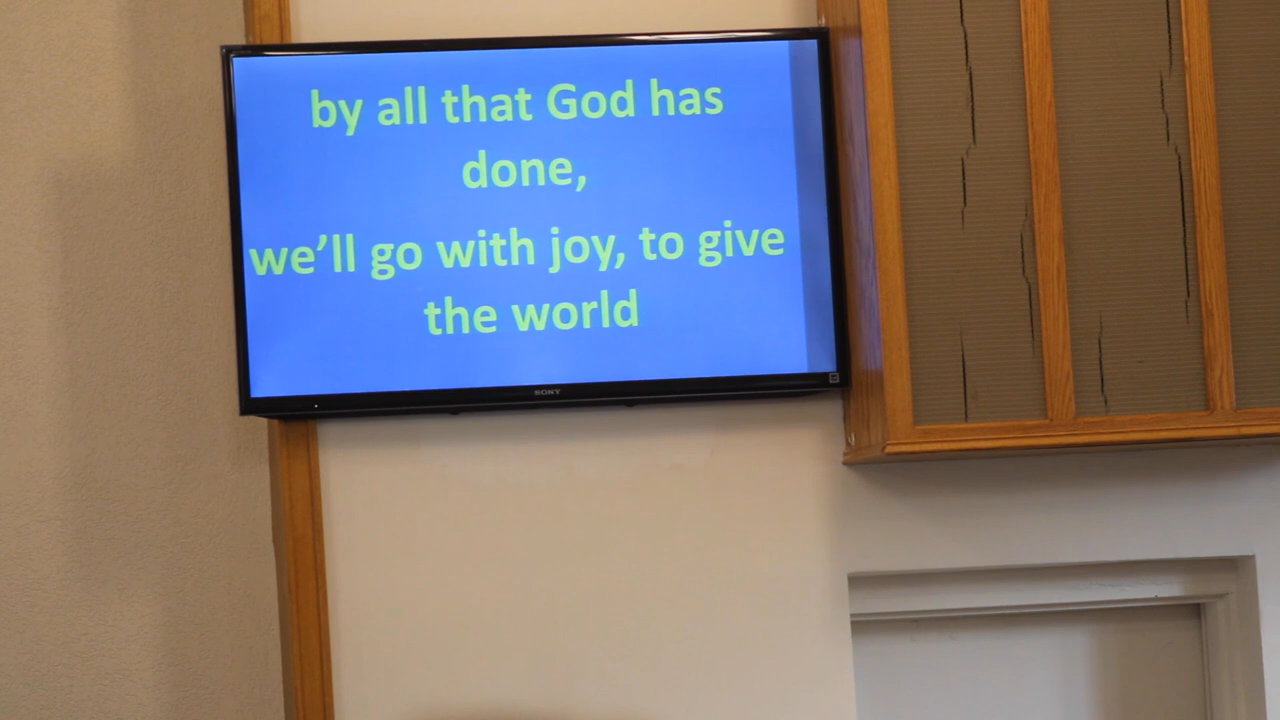 by all that God has
done,
we’ll go with joy, to give
the world
SONY